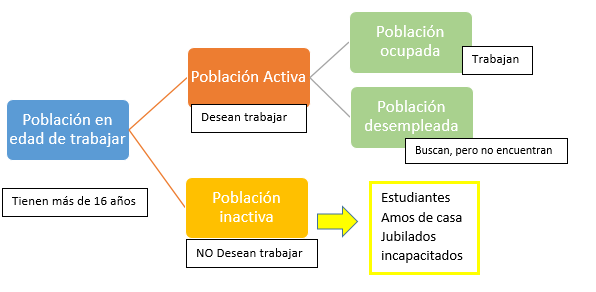 Población en
edad de trabajar
Tienen más de 16 años
Población Activa
Desean trabajar
Población
ocupada
Trabajan
Población
desempleada
Buscan, pero no encuentran
Población
inactiva
NO Desean trabajar
Estudiantes
Amos de casa
Jubilados
incapacitados